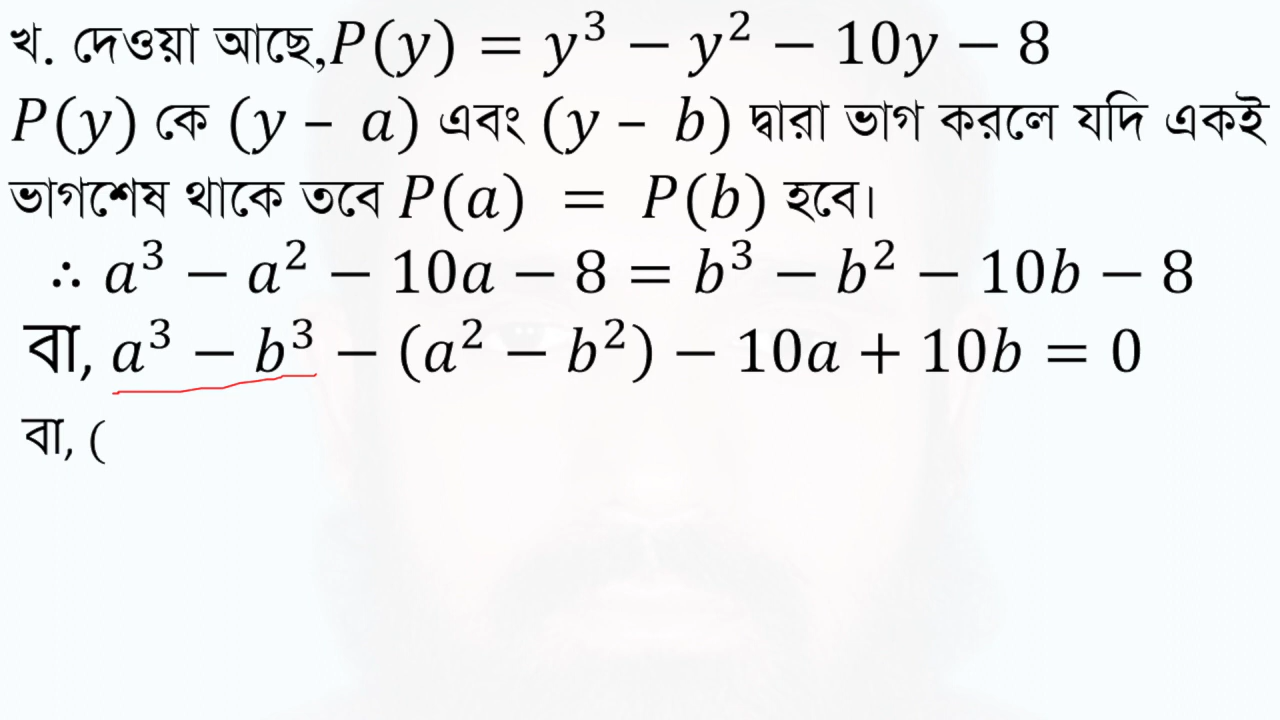 খ. দেওয়া আছে,P(y) = y³ − y² − 10y − 8
P(y) কে (y – a) এবং (y – b) দ্বারা ভাগ করলে যদি একই
ভাগশেষ থাকে তবে P(a) = P(b) হবে।
∴ a³ − a² − 10a − 8 = b³ − b² − 10b − 8
বা, a³ − b³ − (a² − b²) − 10a + 10b = 0
বা, (